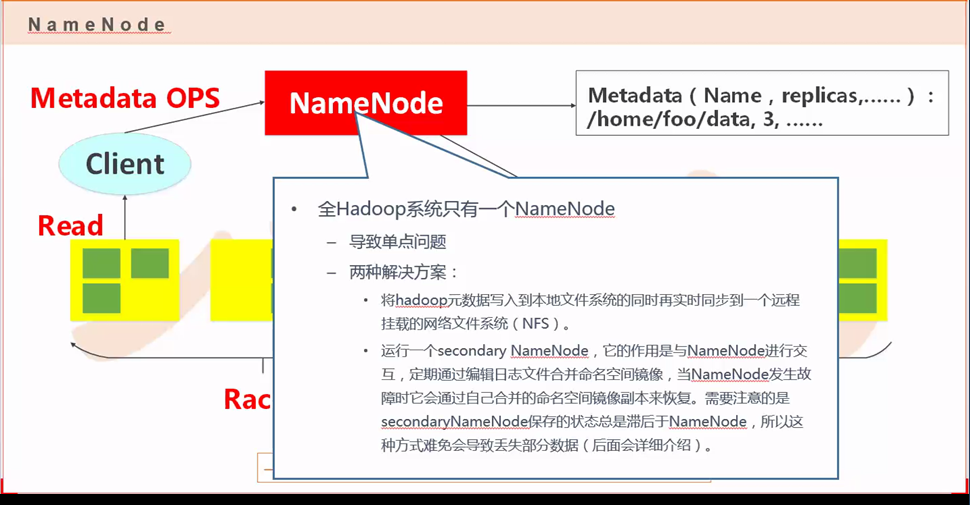 NameNode
Metadata OPS
NameNode
Metadata（Name，replicas,……）：
/home/foo/data, 3, ……
Client
Read
• 全Hadoop系统只有一个NameNode
– 导致单点问题
– 两种解决方案：
• 将hadoop元数据写入到本地文件系统的同时再实时同步到一个远程
挂载的网络文件系统（NFS）。
• 运行一个secondary NameNode，它的作用是与NameNode进行交
互，定期通过编辑日志文件合并命名空间镜像，当NameNode发生故
障时它会通过自己合并的命名空间镜像副本来恢复。需要注意的是
secondaryNameNode保存的状态总是滞后于NameNode，所以这
种方式难免会导致丢失部分数据（后面会详细介绍）。
Rac